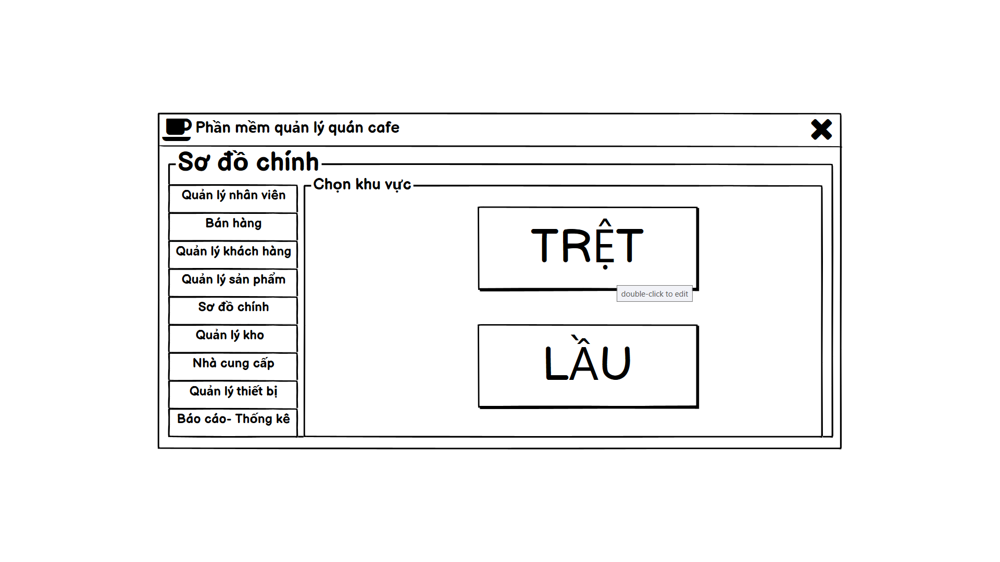 Phần mềm quản lý quán cafe
Sơ đồ chính
Chọn khu vực
Quản lý nhân viên
Bán hàng
Quản lý khách hàng
Quản lý sản phẩm
Sơ đồ chính
Quản lý kho
Nhà cung cấp
Quản lý thiết bị
Báo cáo- Thống kê
TRỆT
double-click to edit
LẦU